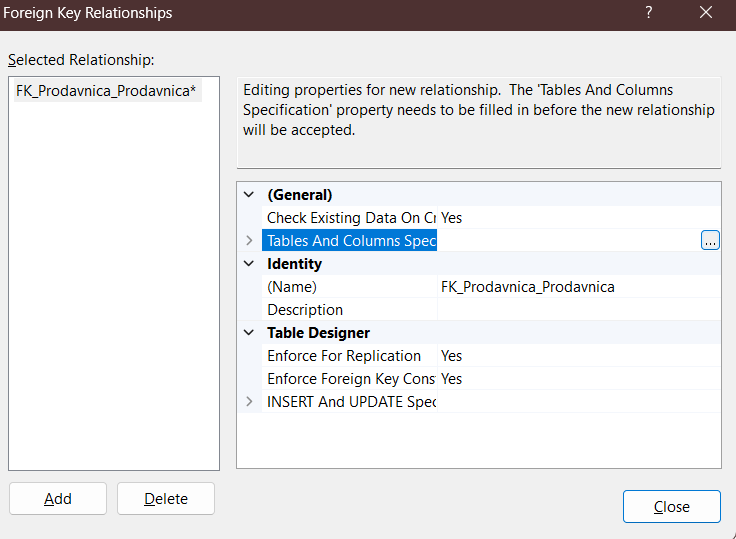 Foreign Key Relationships
?
Selected Relationship:
FK_Prodavnica_Prodavnica*
Editing properties for new relationship. The 'Tables And Columns
Specification' property needs to be filled in before the new relationship
will be accepted.
(General)
Check Existing Data On Cr Yes
Tables And Columns Spec ...
Identity
(Name) FK_Prodavnica_Prodavnica
Description
Table Designer
Enforce For Replication Yes
Enforce Foreign Key Cons Yes
INSERT And UPDATE Spec
Add Delete
Close